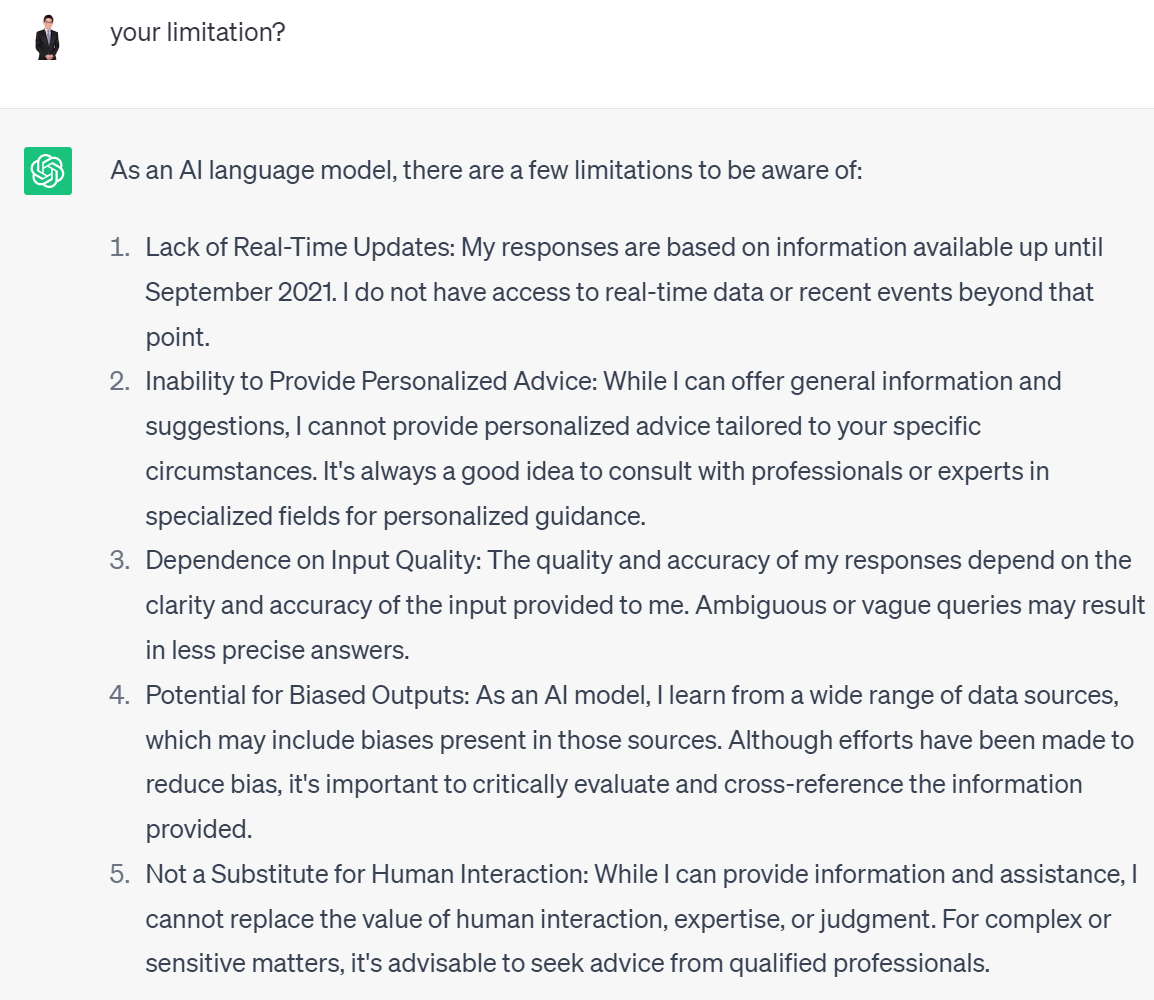 your limitation?
As an AI language model, there are a few limitations to be aware of:
1. Lack of Real-Time Updates: My responses are based on information available up until
September 2021. I do not have access to real-time data or recent events beyond that
point.
2. Inability to Provide Personalized Advice: While I can offer general information and
suggestions, I cannot provide personalized advice tailored to your specific
circumstances. It's always a good idea to consult with professionals or experts in
specialized fields for personalized guidance.
3. Dependence on Input Quality: The quality and accuracy of my responses depend on the
clarity and accuracy of the input provided to me. Ambiguous or vague queries may result
in less precise answers.
4. Potential for Biased Outputs: As an AI model, I learn from a wide range of data sources,
which may include biases present in those sources. Although efforts have been made to
reduce bias, it's important to critically evaluate and cross-reference the information
provided.
5. Not a Substitute for Human Interaction: While I can provide information and assistance, I
cannot replace the value of human interaction, expertise, or judgment. For complex or
sensitive matters, it's advisable to seek advice from qualified professionals.